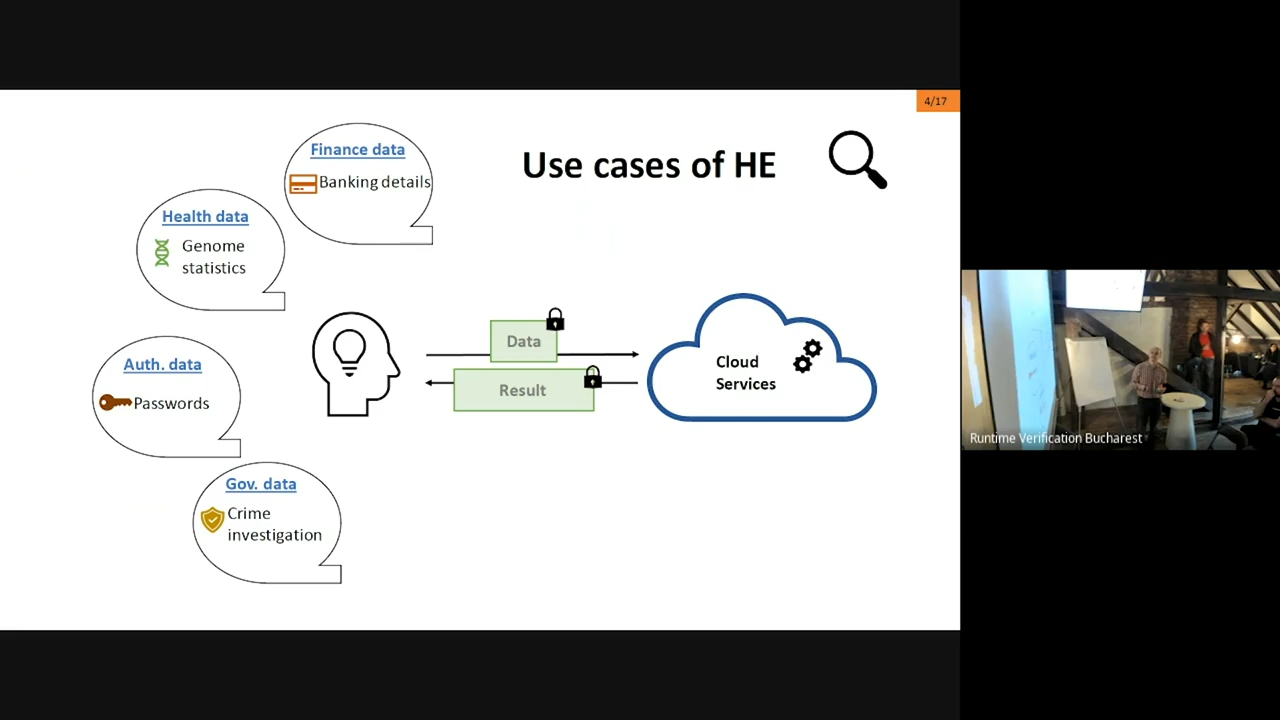 4/17
Use cases of HE
Finance data
Banking details
Health data
Genome
statistics
Auth. data
Passwords
Gov. data
Crime
investigation
Data
Result
Cloud
Services
Runtime Verification Bucharest